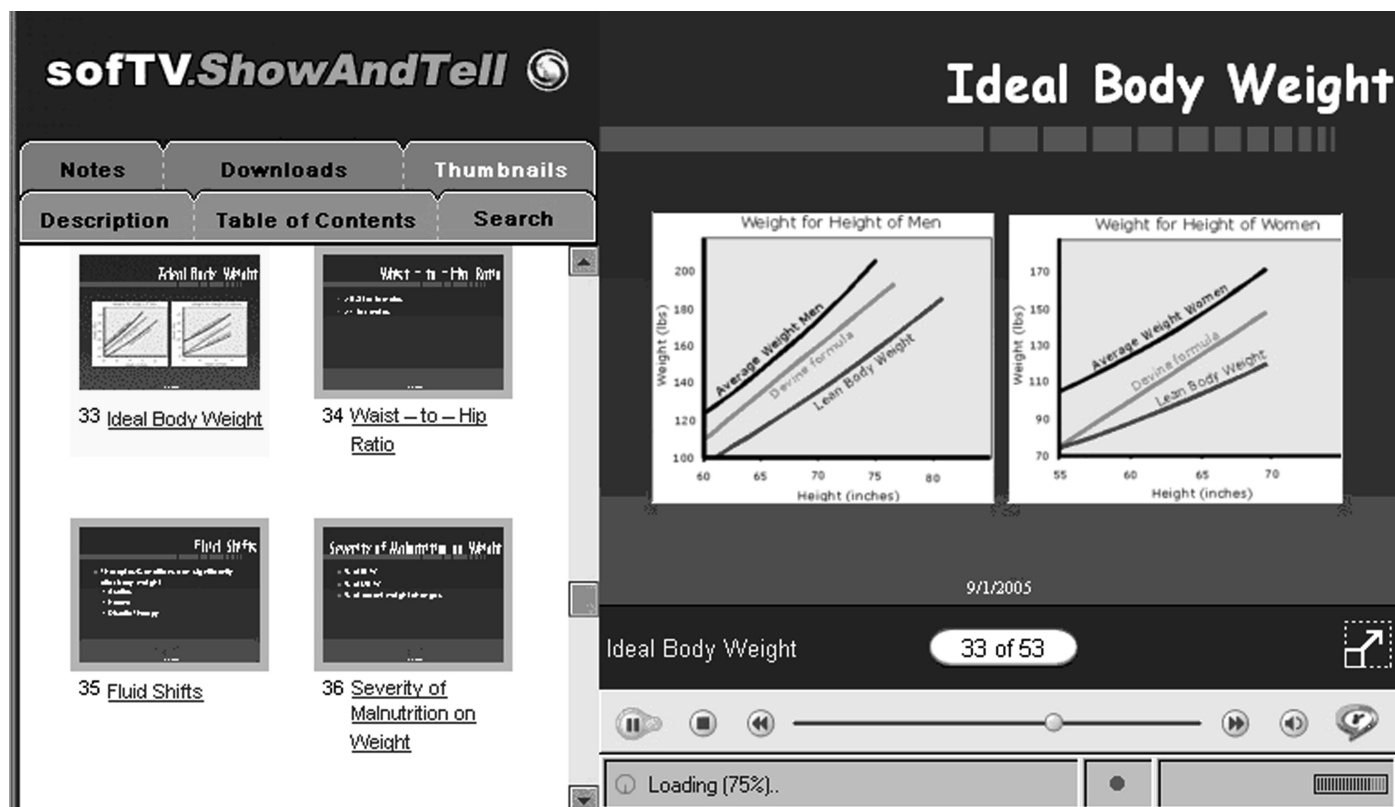 sofTV.ShowAndTell
Notes
Downloads
Thumbnails
Description
Table of Contents
Search
Ideal Body Weight
33 Ideal Body Weight
Waist - to - Hip Ratio
34 Waist – to – Hip
Ratio
Fluid Shifts
35 Fluid Shifts
Severity of Malnutrition on Weight
36 Severity of
Malnutrition on
Weight
Ideal Body Weight
Weight for Height of Men
Weight (lbs)
200
180
160
140
120
100
60 65 70 75 80
Height (inches)
Average Weight Men
Devine formula
Lean Body Weight
Weight for Height of Women
Weight (lbs)
170
150
130
110
90
70
55 60 65 70
Height (inches)
Average Weight Women
Devine formula
Lean Body Weight
9/1/2005
Ideal Body Weight
33 of 53
Loading (75%)..